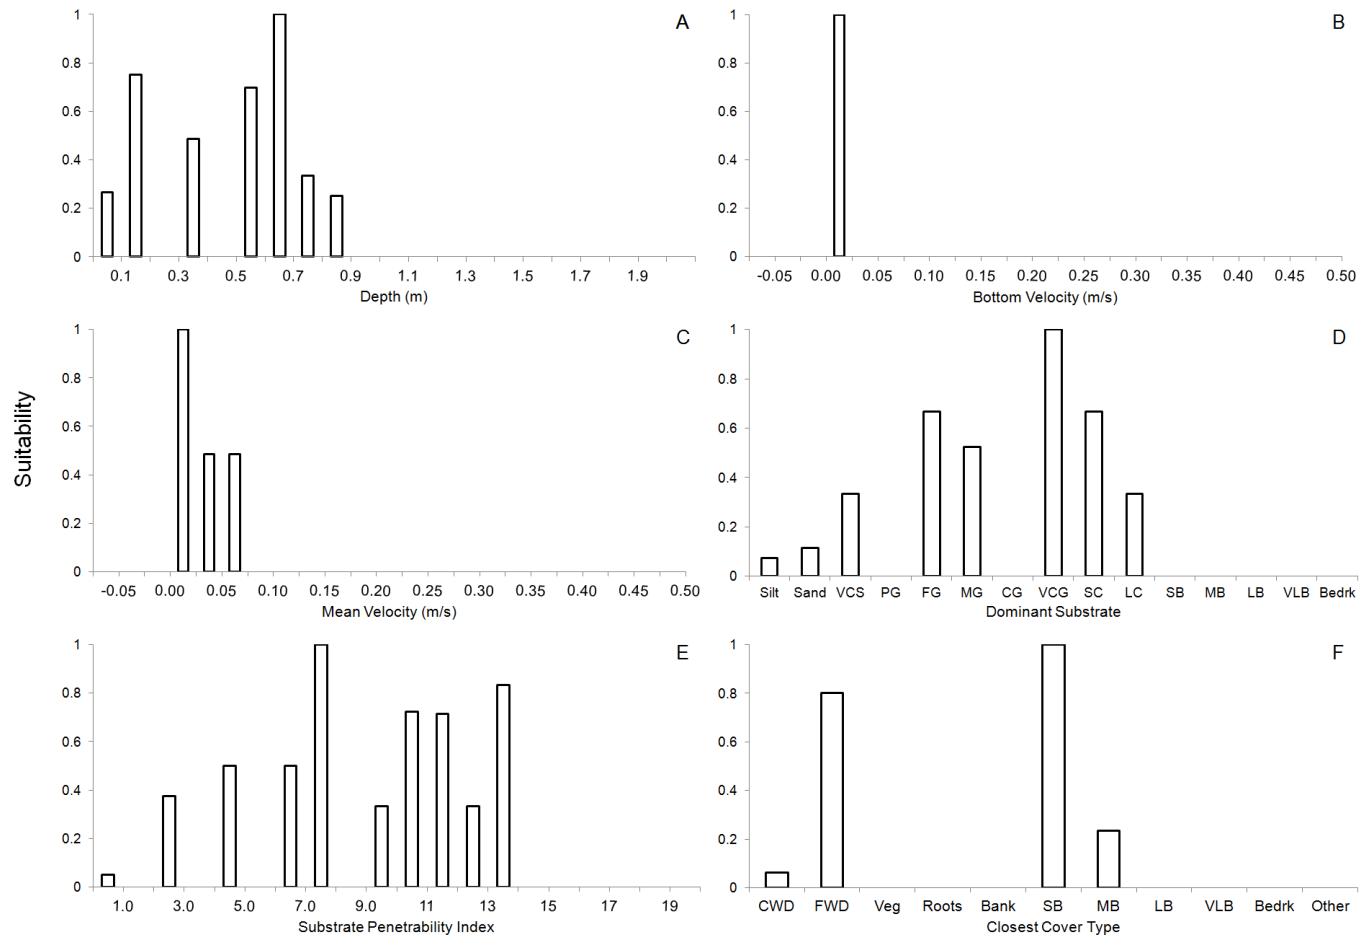 Suitability
A
1
0.8
0.6
0.4
0.2
0
0.1 0.3 0.5 0.7 0.9 1.1 1.3 1.5 1.7 1.9
Depth (m)
B
1
0.8
0.6
0.4
0.2
0
-0.05 0.00 0.05 0.10 0.15 0.20 0.25 0.30 0.35 0.40 0.45 0.50
Bottom Velocity (m/s)
C
1
0.8
0.6
0.4
0.2
0
-0.05 0.00 0.05 0.10 0.15 0.20 0.25 0.30 0.35 0.40 0.45 0.50
Mean Velocity (m/s)
D
1
0.8
0.6
0.4
0.2
0
Silt Sand VCS PG FG MG CG VCG SC LC SB MB LB VLB Bedrk
Dominant Substrate
E
1
0.8
0.6
0.4
0.2
0
1.0 3.0 5.0 7.0 9.0 11 13 15 17 19
Substrate Penetrability Index
F
1
0.8
0.6
0.4
0.2
0
CWD FWD Veg Roots Bank SB MB LB VLB Bedrk Other
Closest Cover Type